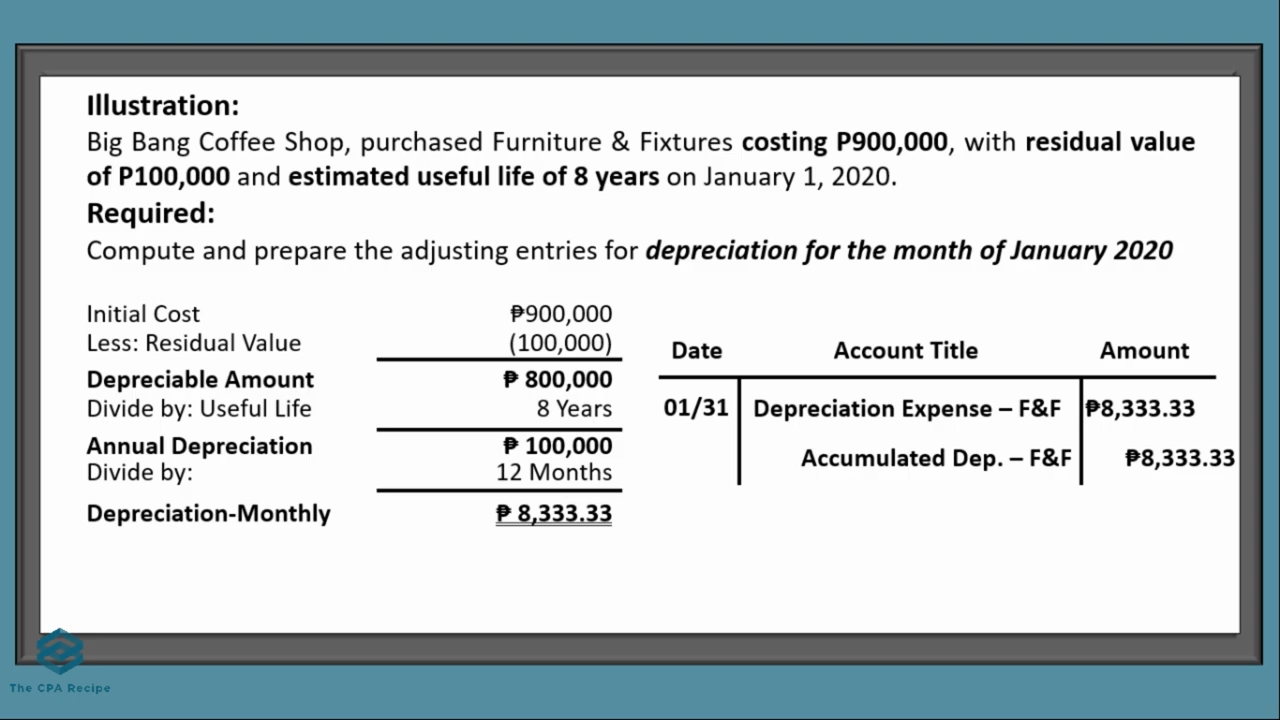 Illustration:
Big Bang Coffee Shop, purchased Furniture & Fixtures costing P900,000, with residual value
of P100,000 and estimated useful life of 8 years on January 1, 2020.
Required:
Compute and prepare the adjusting entries for depreciation for the month of January 2020
Initial Cost ₱900,000
Less: Residual Value (100,000)
Depreciable Amount ₱ 800,000
Divide by: Useful Life 8 Years
Annual Depreciation ₱ 100,000
Divide by: 12 Months
Depreciation-Monthly ₱ 8,333.33
Date Account Title Amount
01/31 Depreciation Expense – F&F ₱8,333.33
Accumulated Dep. – F&F ₱8,333.33
The CPA Recipe